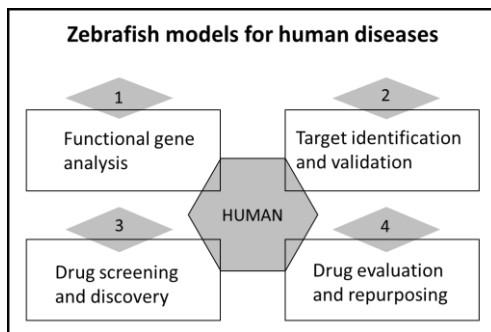 Zebrafish models for human diseases
1
Functional gene
analysis
2
Target identification
and validation
HUMAN
3
Drug screening
and discovery
4
Drug evaluation
and repurposing